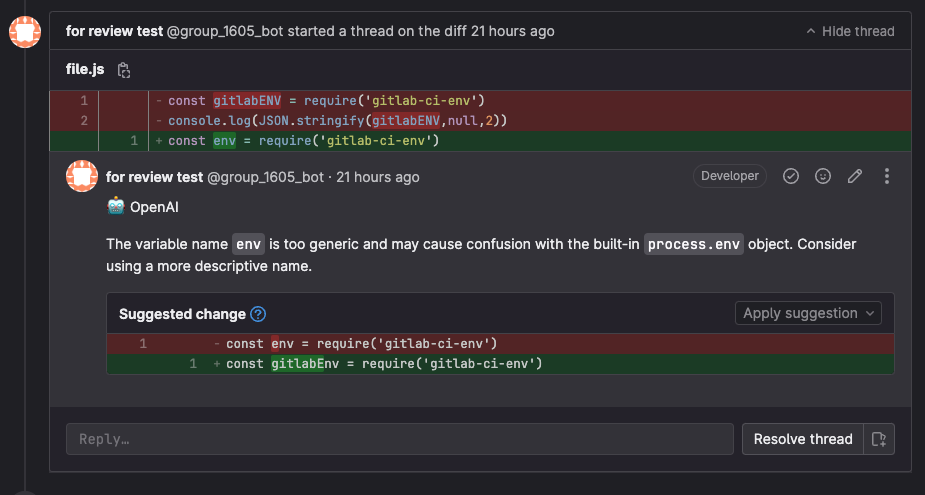 for review test @group_1605_bot started a thread on the diff 21 hours ago Hide thread
file.js
1 - const gitlabENV = require('gitlab-ci-env')
2 - console.log(JSON.stringify(gitlabENV,null,2))
1 + const env = require('gitlab-ci-env')
for review test @group_1605_bot · 21 hours ago Developer
OpenAI
The variable name env is too generic and may cause confusion with the built-in process.env object. Consider
using a more descriptive name.
Suggested change Apply suggestion
1 - const env = require('gitlab-ci-env')
1 + const gitlabEnv = require('gitlab-ci-env')
Reply… Resolve thread